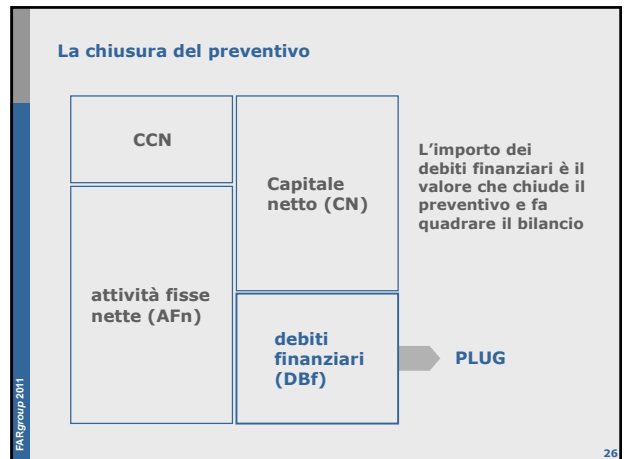 La chiusura del preventivo
CCN
Capitale
netto (CN)
L'importo dei
debiti finanziari è il
valore che chiude il
preventivo e fa
quadrare il bilancio
attività fisse
nette (AFn)
debiti
finanziari
(DBf)
PLUG
FARgroup 2011
26